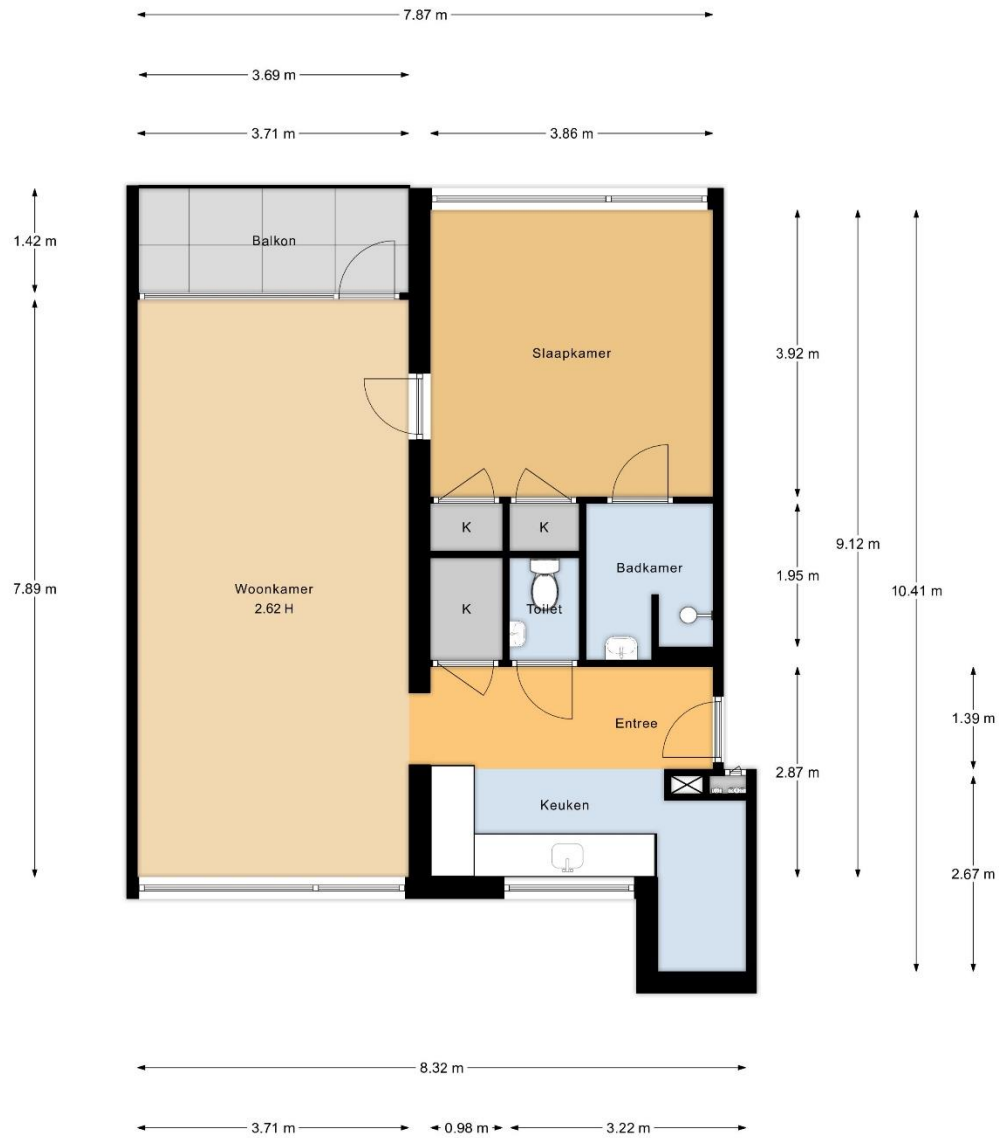 7.87 m
3.69 m
3.71 m
3.86 m
1.42 m
Balkon
Slaapkamer
3.92 m
K
K
9.12 m
Badkamer
1.95 m
10.41 m
7.89 m
Woonkamer
2.62 H
K
Toilet
Entree
1.39 m
2.87 m
Keuken
2.67 m
8.32 m
3.71 m
0.98 m
3.22 m